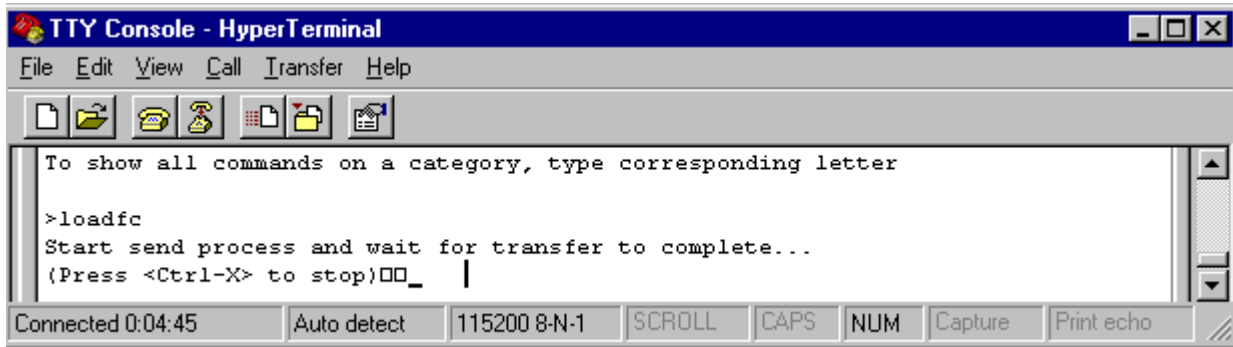 TTY Console - HyperTerminal
File Edit View Call Transfer Help
To show all commands on a category, type corresponding letter
>loadfc
Start send process and wait for transfer to complete...
(Press <Ctrl-X> to stop)□□_
Connected 0:04:45 Auto detect 115200 8-N-1 SCROLL CAPS NUM Capture Print echo